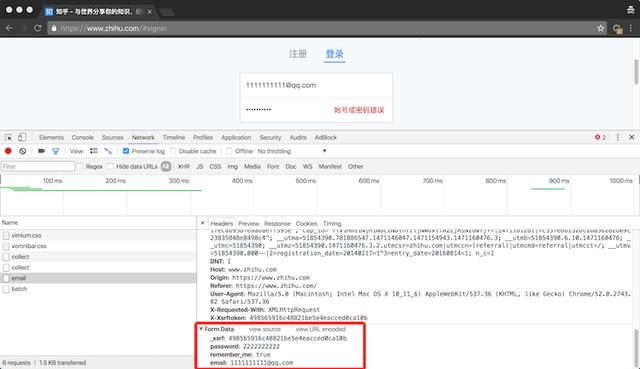 知乎 - 与世界分享你的知识、经
https://www.zhihu.com/#signin
注册 登录
1111111111@qq.com
•••••••••• 帐号或密码错误
Elements Console Sources Network Timeline Profiles Application Security Audits AdBlock 2
View: Preserve log Disable cache Offline No throttling
Filter Regex Hide data URLs All XHR JS CSS Img Media Font Doc WS Manifest Other
100 ms 200 ms 300 ms 400 ms 500 ms 600 ms 700 ms 800 ms 900 ms 1000 ms
Name
Headers Preview Response Cookies Timing
vimium.css
vomnibar.css
collect
collect
email
batch
23835848e8498c4"; __utma=51854390.781886547.1471146047.1471154943.1471160476.3; __utmb=51854390.6.10.1471160476; _
_utmc=51854390; __utmz=51854390.1471160476.3.2.utmcsr=zhihu.com|utmccn=(referral)|utmcmd=referral|utmcct=/; __utmv=
51854390.000--|2=registration_date=20140217=1^3=entry_date=20160814=1; n_c=1
DNT: 1
Host: www.zhihu.com
Origin: https://www.zhihu.com
Referer: https://www.zhihu.com/
User-Agent: Mozilla/5.0 (Macintosh; Intel Mac OS X 10_11_6) AppleWebKit/537.36 (KHTML, like Gecko) Chrome/52.0.2743.
82 Safari/537.36
X-Requested-With: XMLHttpRequest
X-Xsrftoken: 498565916c48821be5e4eacced0ca10b
Form Data view source view URL encoded
_xsrf: 498565916c48821be5e4eacced0ca10b
password: 2222222222
remember_me: true
email: 1111111111@qq.com
6 requests | 1.5 KB transferred